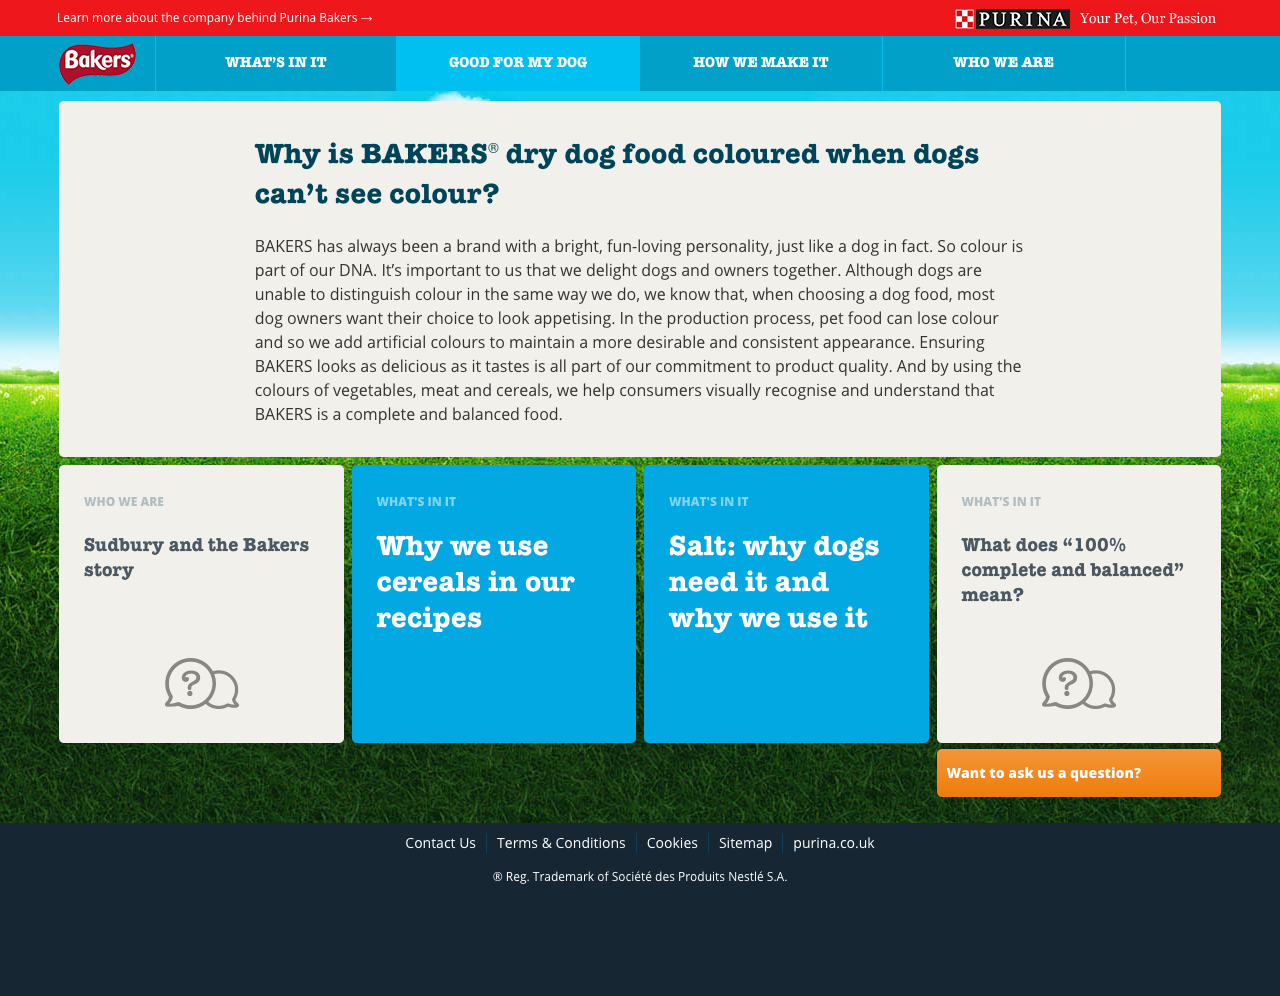 Learn more about the company behind Purina Bakers →
PURINA Your Pet, Our Passion
Bakers®
WHAT'S IN IT
GOOD FOR MY DOG
HOW WE MAKE IT
WHO WE ARE
Why is BAKERS® dry dog food coloured when dogs
can’t see colour?
BAKERS has always been a brand with a bright, fun-loving personality, just like a dog in fact. So colour is
part of our DNA. It’s important to us that we delight dogs and owners together. Although dogs are
unable to distinguish colour in the same way we do, we know that, when choosing a dog food, most
dog owners want their choice to look appetising. In the production process, pet food can lose colour
and so we add artificial colours to maintain a more desirable and consistent appearance. Ensuring
BAKERS looks as delicious as it tastes is all part of our commitment to product quality. And by using the
colours of vegetables, meat and cereals, we help consumers visually recognise and understand that
BAKERS is a complete and balanced food.
WHO WE ARE
Sudbury and the Bakers
story
?
WHAT'S IN IT
Why we use
cereals in our
recipes
WHAT'S IN IT
Salt: why dogs
need it and
why we use it
WHAT'S IN IT
What does “100%
complete and balanced”
mean?
?
Want to ask us a question?
Contact Us
Terms & Conditions
Cookies
Sitemap
purina.co.uk
® Reg. Trademark of Société des Produits Nestlé S.A.